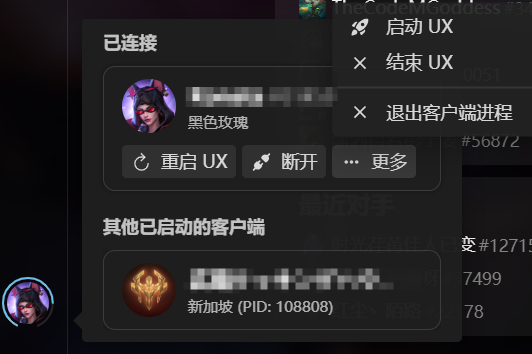 TheCodeMGoddess
已连接
启动 UX
结束 UX
黑色玫瑰
0051
退出客户端进程
重启 UX
断开
更多
#56872
最近对手
其他已启动的客户端
变#12715
7499
新加坡 (PID: 108808)
78